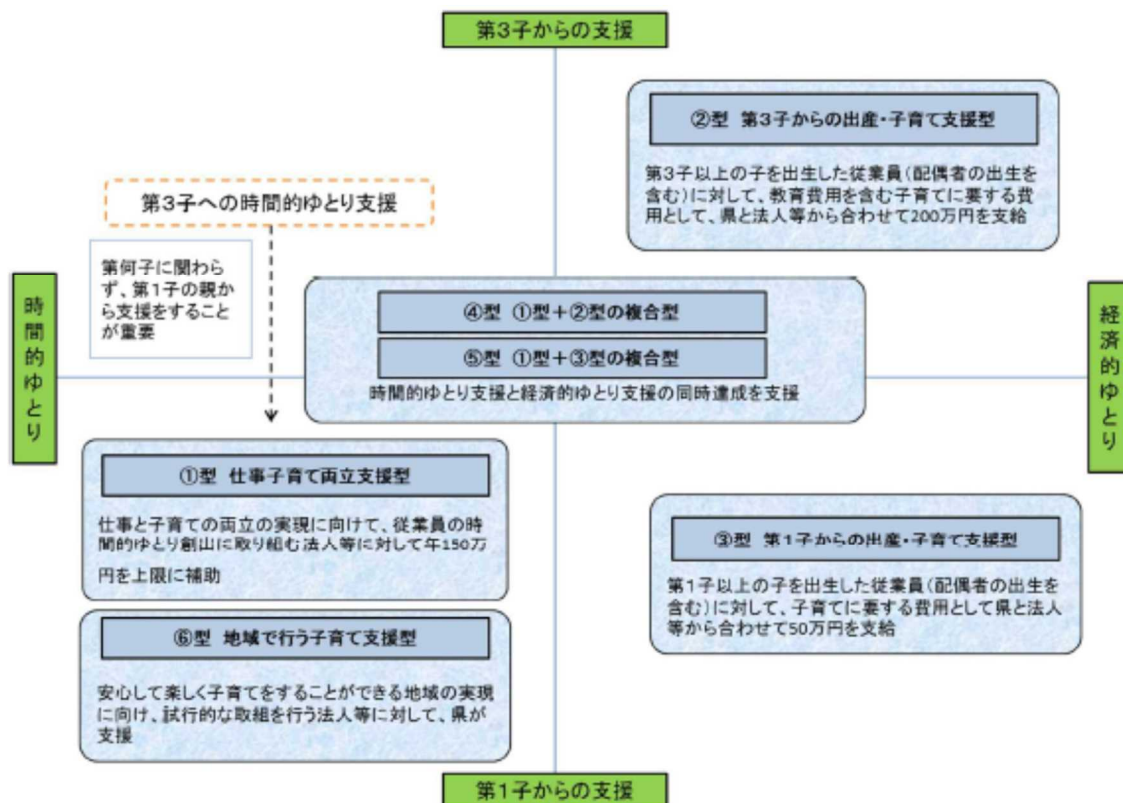 第3子からの支援
②型 第3子からの出産・子育て支援型
第3子以上の子を出生した従業員(配偶者の出生を
含む)に対して、教育費用を含む子育てに要する費
用として、県と法人等から合わせて200万円を支給
第3子への時間的ゆとり支援
第何子に関わら
ず、第1子の親か
ら支援をすること
が重要
時間的ゆとり
④型 ①型+②型の複合型
⑤型 ①型+③型の複合型
時間的ゆとり支援と経済的ゆとり支援の同時達成を支援
経済的ゆとり
①型 仕事子育て両立支援型
仕事と子育ての両立の実現に向けて、従業員の時
間的ゆとり創出に取り組む法人等に対して年150万
円を上限に補助
③型 第1子からの出産・子育て支援型
第1子以上の子を出生した従業員(配偶者の出生を
含む)に対して、子育てに要する費用として県と法人
等から合わせて50万円を支給
⑥型 地域で行う子育て支援型
安心して楽しく子育てをすることができる地域の実現
に向け、試行的な取組を行う法人等に対して、県が
支援
第1子からの支援